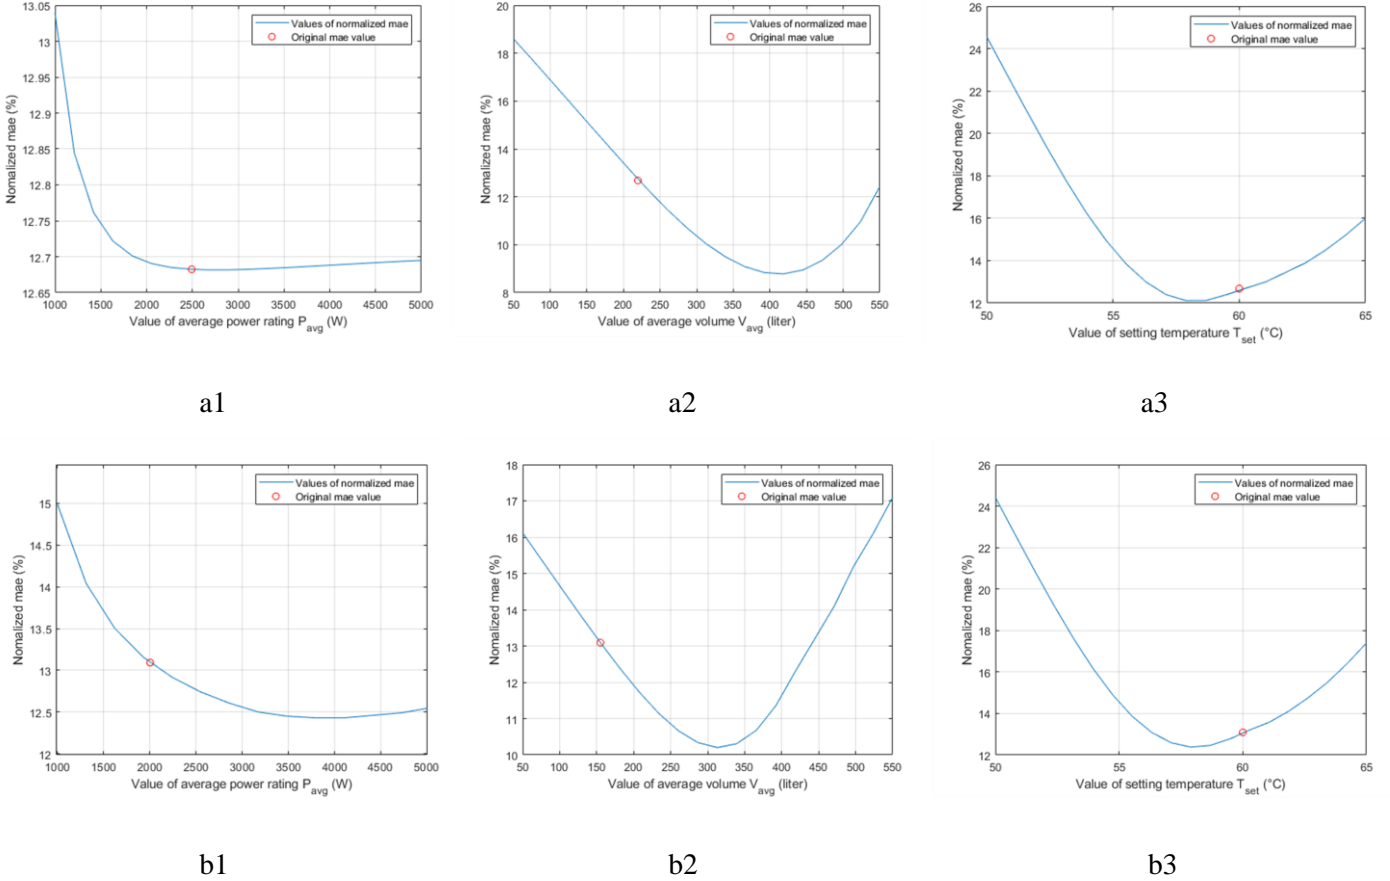 13.05
13
12.95
12.9
12.85
12.8
12.75
12.7
12.65
Nomalized mae (%)
Values of normalized mae
Original mae value
1000 1500 2000 2500 3000 3500 4000 4500 5000
Value of average power rating P_avg (W)
20
18
16
14
12
10
8
Nomalized mae (%)
Values of normalized mae
Original mae value
50 100 150 200 250 300 350 400 450 500 550
Value of average volume V_avg (liter)
26
24
22
20
18
16
14
12
Nomalized mae (%)
Values of normalized mae
Original mae value
50 55 60 65
Value of setting temperature T_set (°C)
a1 a2 a3
15
14.5
14
13.5
13
12.5
12
Nomalized mae (%)
Values of normalized mae
Original mae value
1000 1500 2000 2500 3000 3500 4000 4500 5000
Value of average power rating P_avg (W)
18
17
16
15
14
13
12
11
10
Nomalized mae (%)
Values of normalized mae
Original mae value
50 100 150 200 250 300 350 400 450 500 550
Value of average volume V_avg (liter)
26
24
22
20
18
16
14
12
Nomalized mae (%)
Values of normalized mae
Original mae value
50 55 60 65
Value of setting temperature T_set (°C)
b1 b2 b3